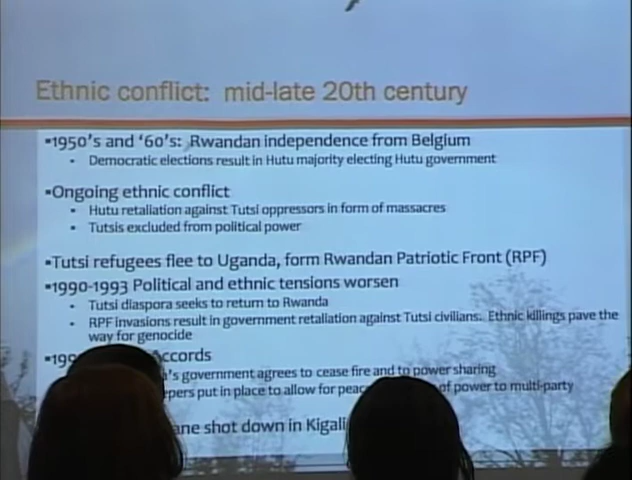 Ethnic conflict: mid-late 20th century
▪1950's and '60's: Rwandan independence from Belgium
• Democratic elections result in Hutu majority electing Hutu government
▪Ongoing ethnic conflict
• Hutu retaliation against Tutsi oppressors in form of massacres
• Tutsis excluded from political power
▪Tutsi refugees flee to Uganda, form Rwandan Patriotic Front (RPF)
▪1990-1993 Political and ethnic tensions worsen
• Tutsi diaspora seeks to return to Rwanda
• RPF invasions result in government retaliation against Tutsi civilians. Ethnic killings pave the
way for genocide
▪199 Accords
's government agrees to cease fire and to power sharing
epers put in place to allow for peac of power to multi-party
ane shot down in Kigali